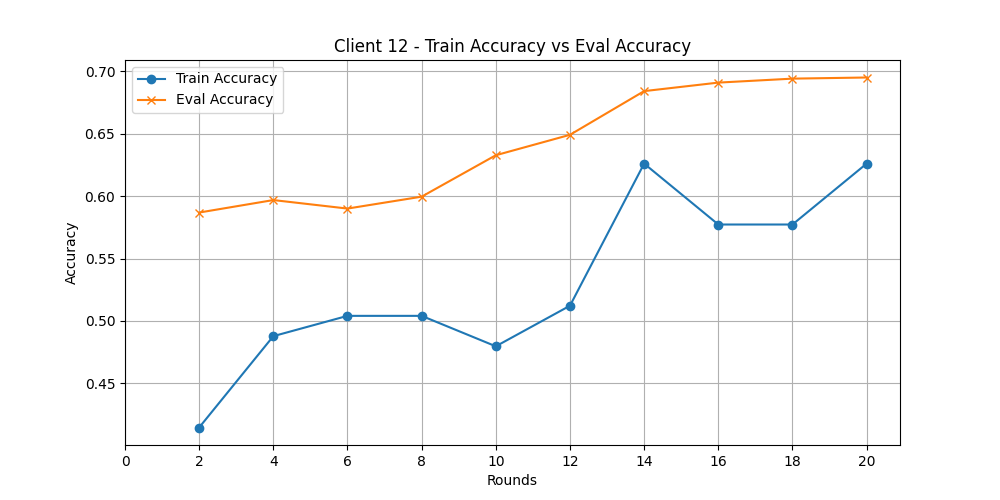 Client 12 - Train Accuracy vs Eval Accuracy
Train Accuracy
Eval Accuracy
0.70
0.65
0.60
0.55
0.50
0.45
Accuracy
0 2 4 6 8 10 12 14 16 18 20
Rounds